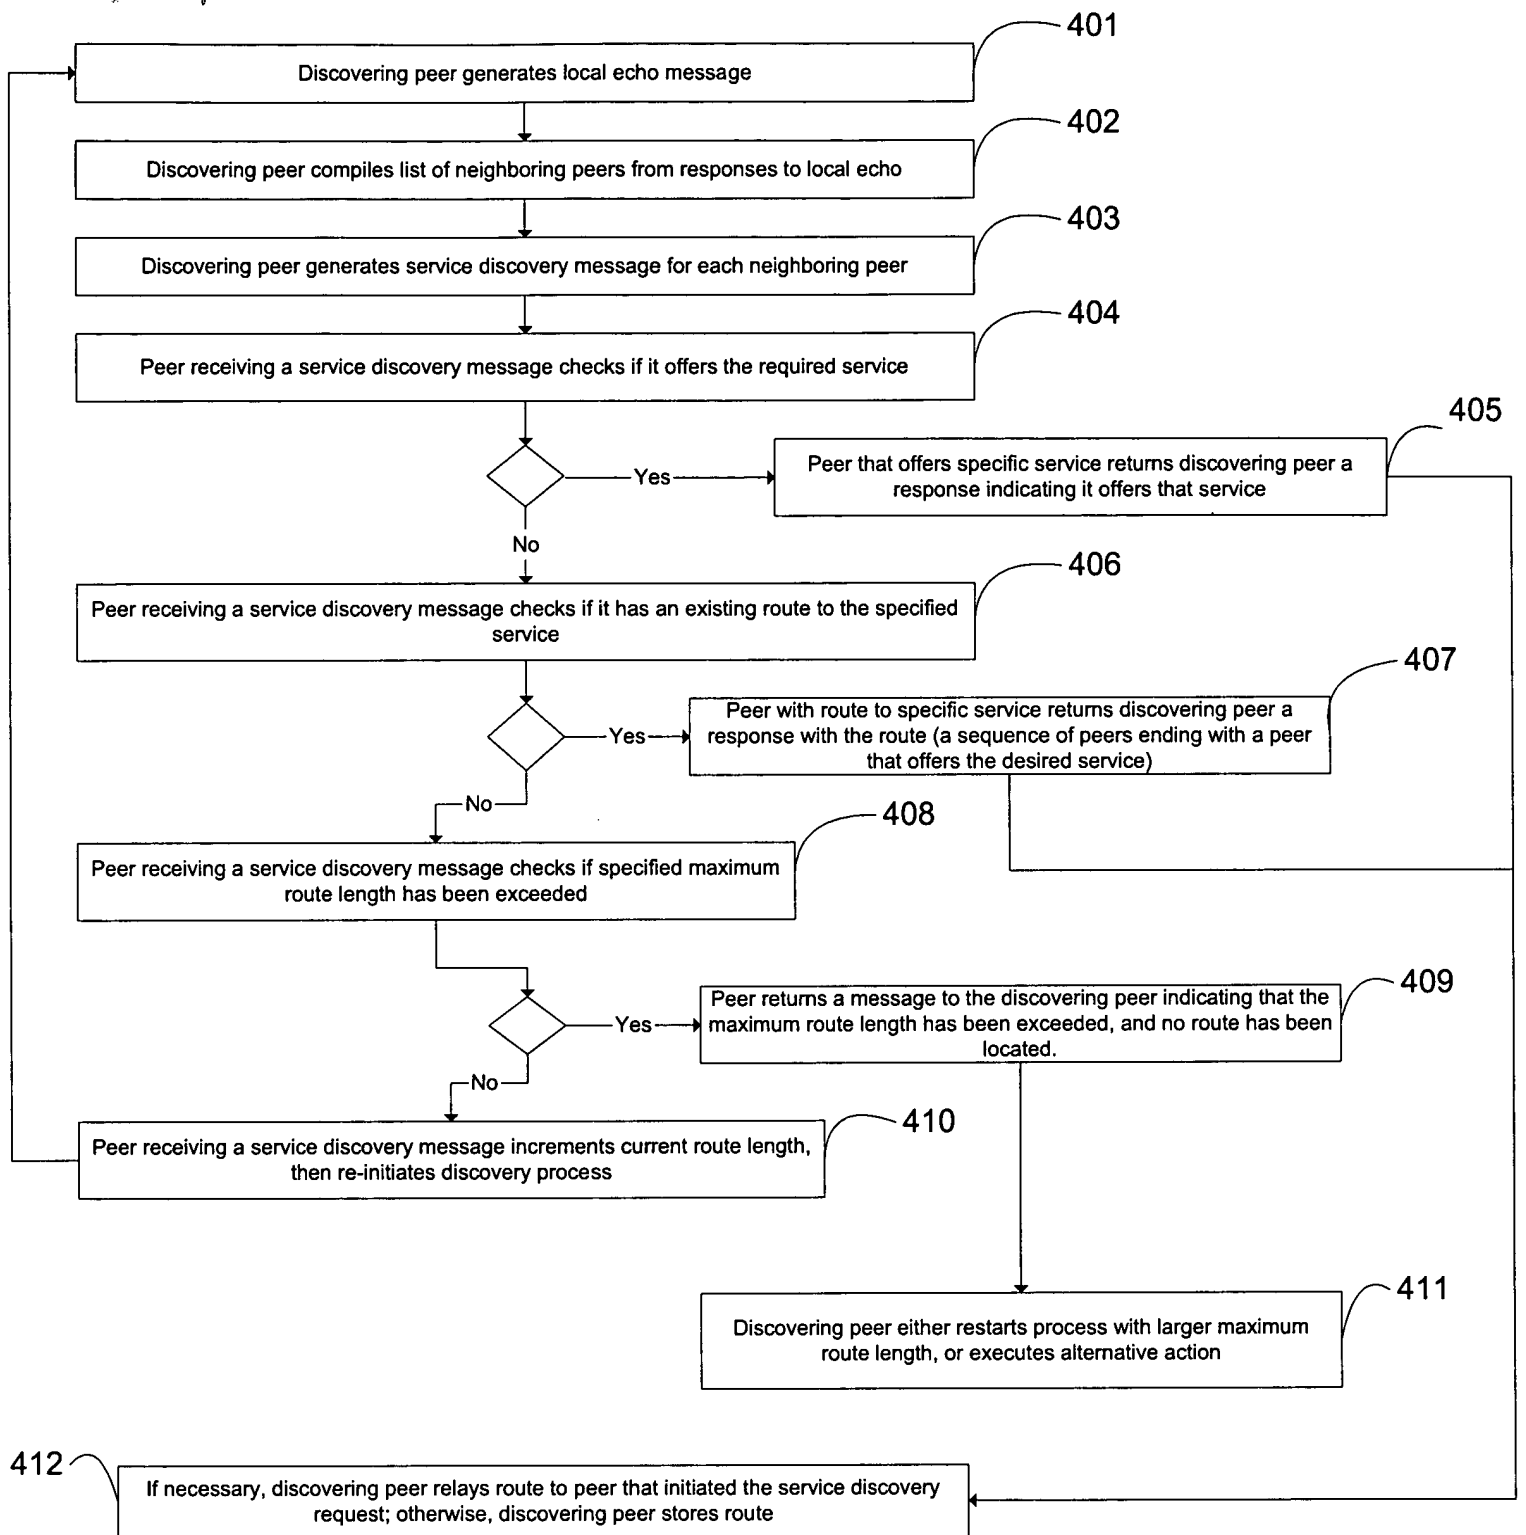 401
Discovering peer generates local echo message
402
Discovering peer compiles list of neighboring peers from responses to local echo
403
Discovering peer generates service discovery message for each neighboring peer
404
Peer receiving a service discovery message checks if it offers the required service
405
Yes
Peer that offers specific service returns discovering peer a
response indicating it offers that service
No
406
Peer receiving a service discovery message checks if it has an existing route to the specified
service
407
Yes
Peer with route to specific service returns discovering peer a
response with the route (a sequence of peers ending with a peer
that offers the desired service)
No
408
Peer receiving a service discovery message checks if specified maximum
route length has been exceeded
409
Yes
Peer returns a message to the discovering peer indicating that the
maximum route length has been exceeded, and no route has been
located.
No
410
Peer receiving a service discovery message increments current route length,
then re-initiates discovery process
411
Discovering peer either restarts process with larger maximum
route length, or executes alternative action
412
If necessary, discovering peer relays route to peer that initiated the service discovery
request; otherwise, discovering peer stores route